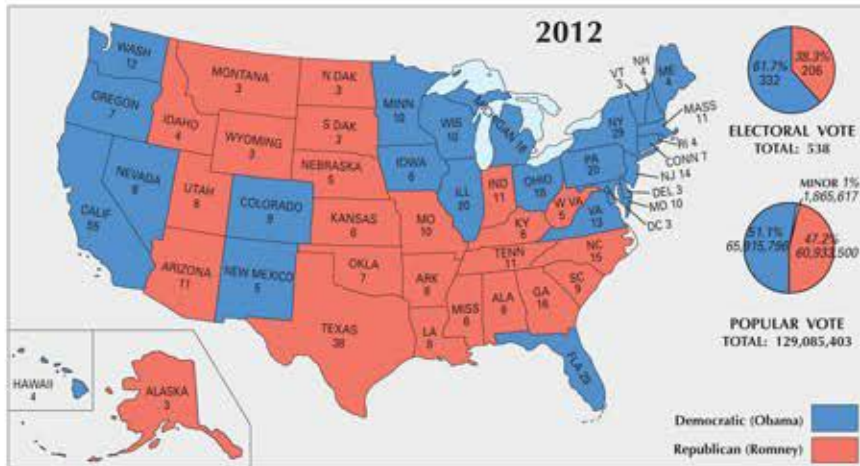 2012
WASH
12
OREGON
7
CALIF
55
NEVADA
6
IDAHO
4
MONTANA
3
WYOMING
3
UTAH
6
ARIZONA
11
COLORADO
9
NEW MEXICO
5
N DAK
3
S DAK
3
NEBRASKA
5
KANSAS
6
OKLA
7
TEXAS
38
MINN
10
IOWA
6
MO
10
ARK
6
LA
8
WIS
10
ILL
20
MICHIGAN 16
IND
11
OHIO
18
KY
8
TENN
11
MISS
6
ALA
9
GA
16
FLA 29
SC
9
NC
15
VA
13
W VA
5
PA
20
NY
29
VT
3
NH
4
ME
4
MASS
11
RI 4
CONN 7
NJ 14
DEL 3
MD 10
DC 3
HAWAII
4
ALASKA
3
61.7%
332
38.3%
206
ELECTORAL VOTE
TOTAL: 538
MINOR 1%
1,865,617
51.1%
65,915,796
47.2%
60,933,500
POPULAR VOTE
TOTAL: 129,085,403
Democratic (Obama)
Republican (Romney)